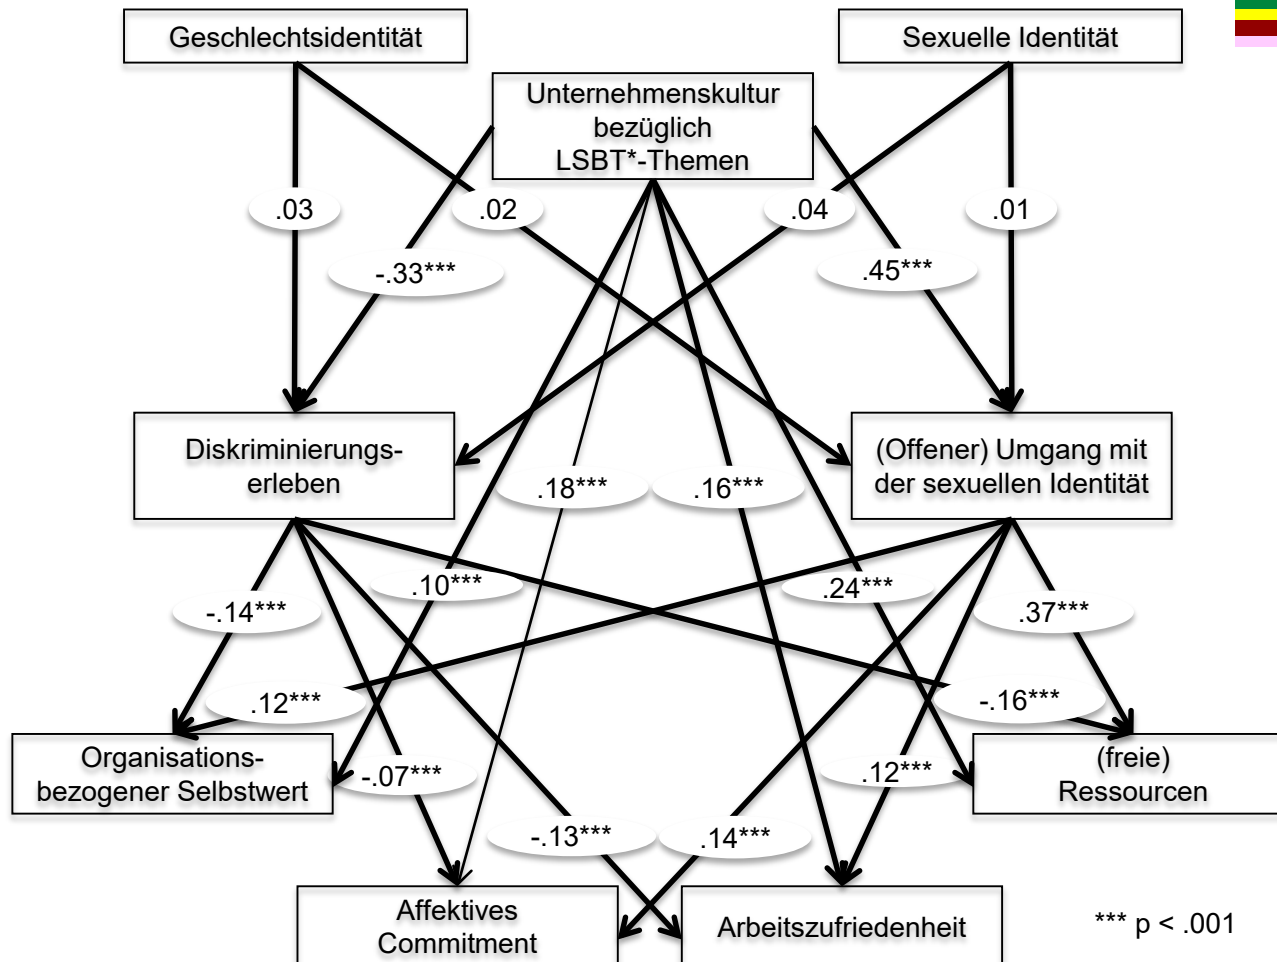 Geschlechtsidentität
Sexuelle Identität
Unternehmenskultur
bezüglich
LSBT*-Themen
.03
.02
.04
.01
-.33***
.45***
Diskriminierungs-
erleben
(Offener) Umgang mit
der sexuellen Identität
.18***
.16***
.10***
.24***
-.14***
.37***
.12***
-.16***
Organisations-
bezogener Selbstwert
(freie)
Ressourcen
-.07***
.12***
-.13***
.14***
Affektives
Commitment
Arbeitszufriedenheit
*** p < .001